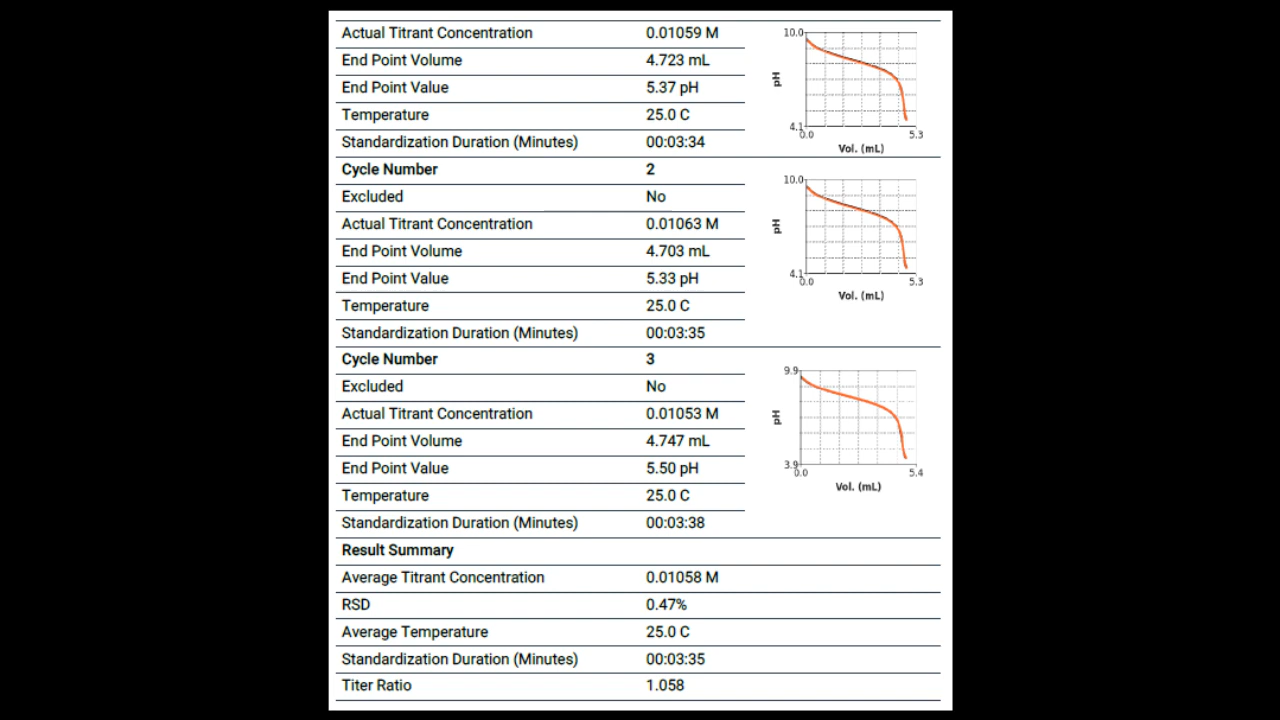 Actual Titrant Concentration 0.01059 M
End Point Volume 4.723 mL
End Point Value 5.37 pH
Temperature 25.0 C
Standardization Duration (Minutes) 00:03:34
10.0
pH
4.1
0.0 5.3
Vol. (mL)
Cycle Number 2
Excluded No
Actual Titrant Concentration 0.01063 M
End Point Volume 4.703 mL
End Point Value 5.33 pH
Temperature 25.0 C
Standardization Duration (Minutes) 00:03:35
10.0
pH
4.1
0.0 5.3
Vol. (mL)
Cycle Number 3
Excluded No
Actual Titrant Concentration 0.01053 M
End Point Volume 4.747 mL
End Point Value 5.50 pH
Temperature 25.0 C
Standardization Duration (Minutes) 00:03:38
9.9
pH
3.9
0.0 5.4
Vol. (mL)
Result Summary
Average Titrant Concentration 0.01058 M
RSD 0.47%
Average Temperature 25.0 C
Standardization Duration (Minutes) 00:03:35
Titer Ratio 1.058